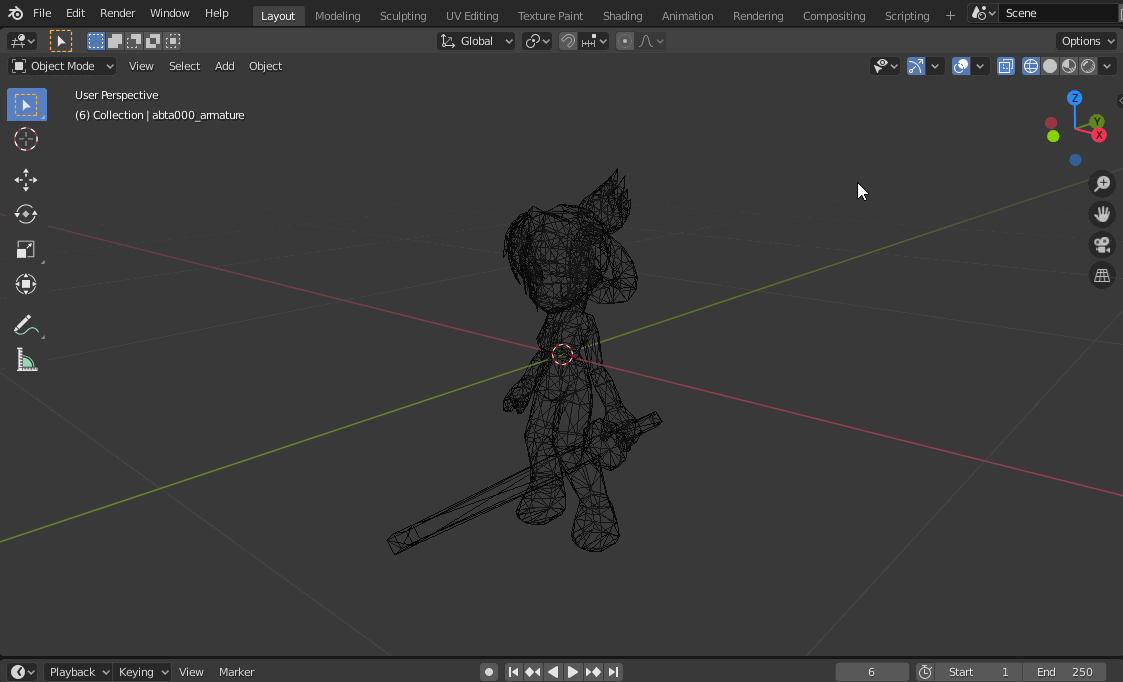 File Edit Render Window Help Layout Modeling Sculpting UV Editing Texture Paint Shading Animation Rendering Compositing Scripting + Scene
Global Options
Object Mode View Select Add Object
User Perspective
(6) Collection | abta000_armature
Z
Y
X
Playback Keying View Marker 6 Start 1 End 250